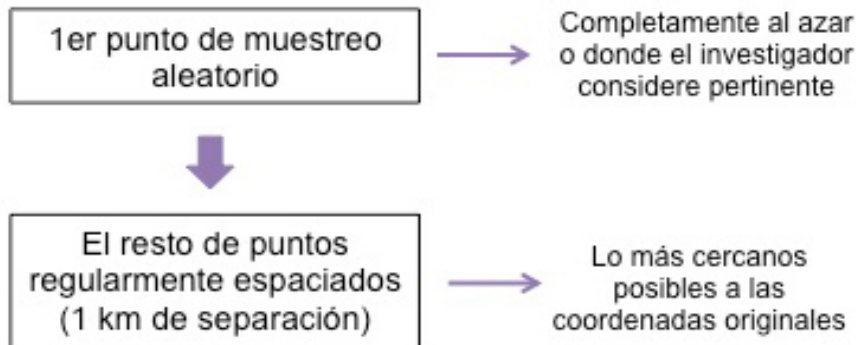 1er punto de muestreo
aleatorio
Completamente al azar
o donde el investigador
considere pertinente
El resto de puntos
regularmente espaciados
(1 km de separación)
Lo más cercanos
posibles a las
coordenadas originales